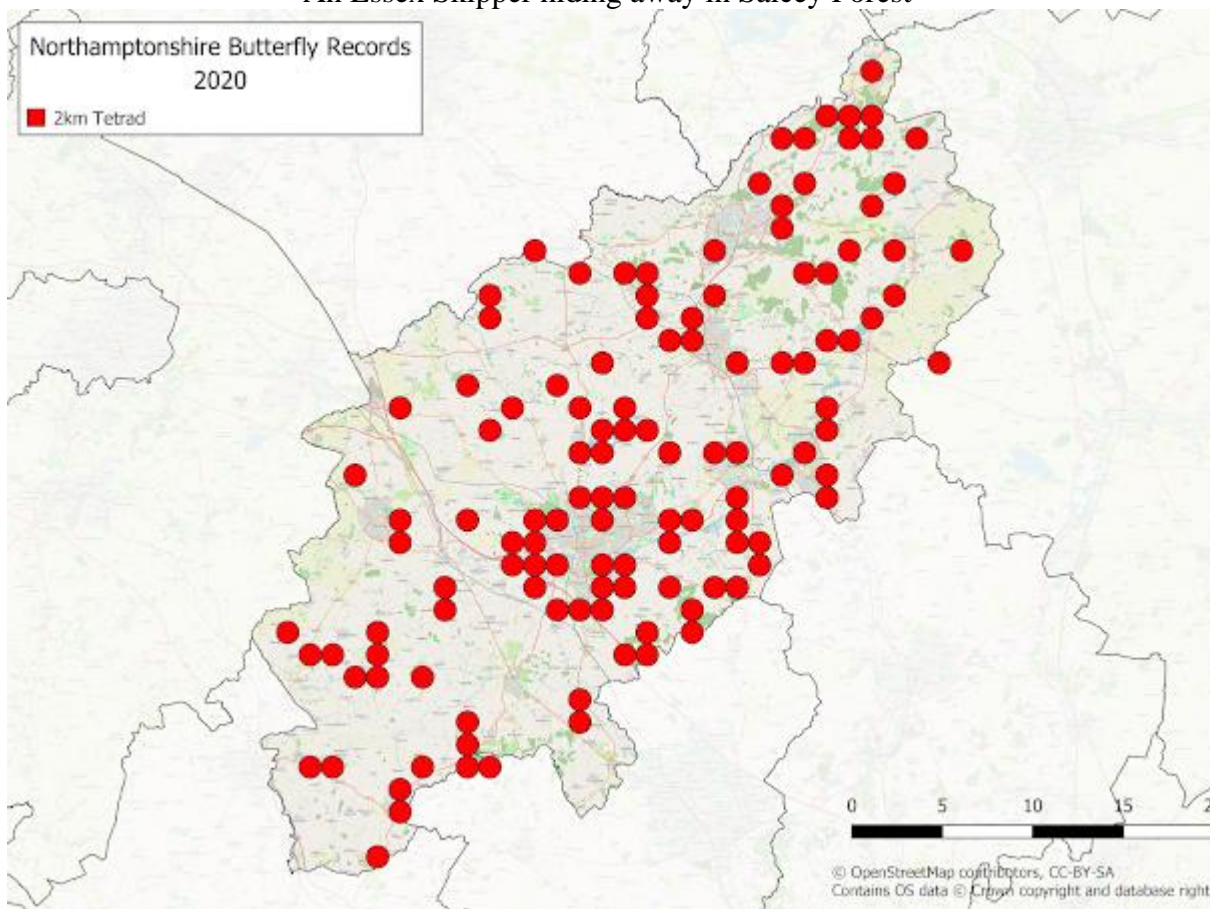 An Essex Skipper hiding away in Salcey Forest
Northamptonshire Butterfly Records
2020
2km Tetrad
0 5 10 15 2
© OpenStreetMap contributors, CC-BY-SA
Contains OS data © Crown copyright and database right